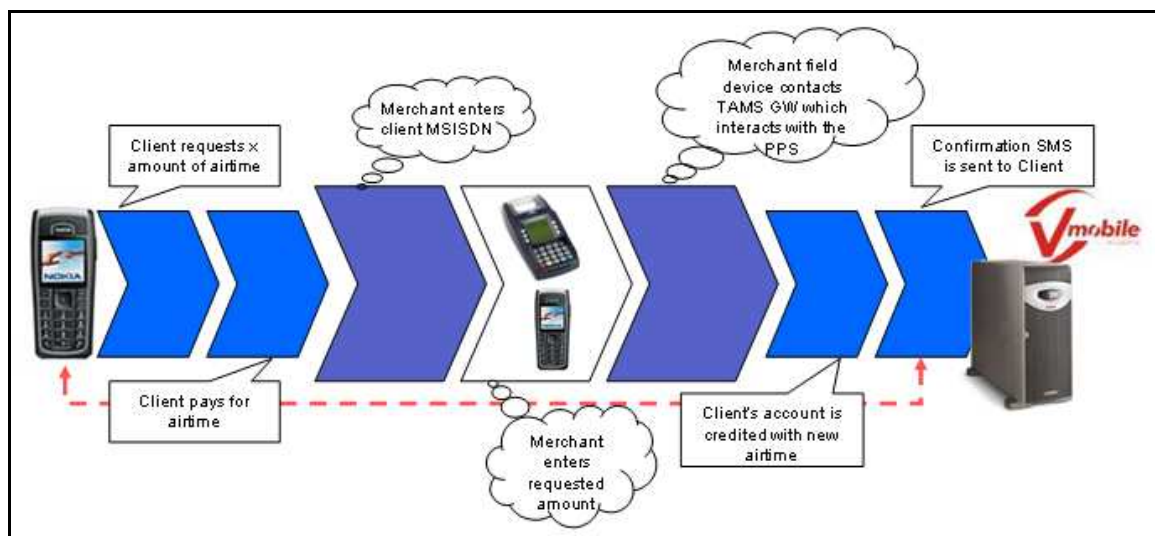 Client requests x
amount of airtime
Client pays for
airtime
Merchant enters
client MSISDN
Merchant
enters
requested
amount
Merchant field
device contacts
TAMS GW which
interacts with the
PPS
Client's account is
credited with new
airtime
Confirmation SMS
is sent to Client
NOKIA
Vmobile